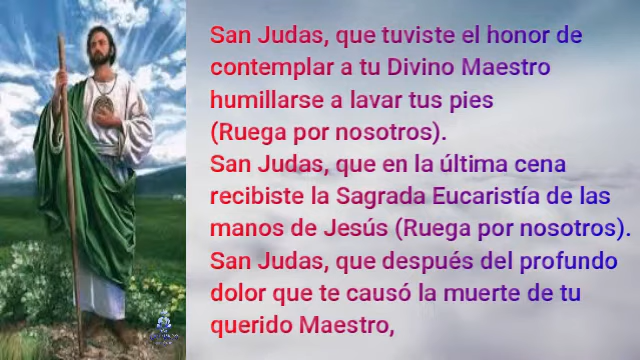 San Judas, que tuviste el honor de
contemplar a tu Divino Maestro
humillarse a lavar tus pies
(Ruega por nosotros).
San Judas, que en la última cena
recibiste la Sagrada Eucaristía de las
manos de Jesús (Ruega por nosotros).
San Judas, que después del profundo
dolor que te causó la muerte de tu
querido Maestro,